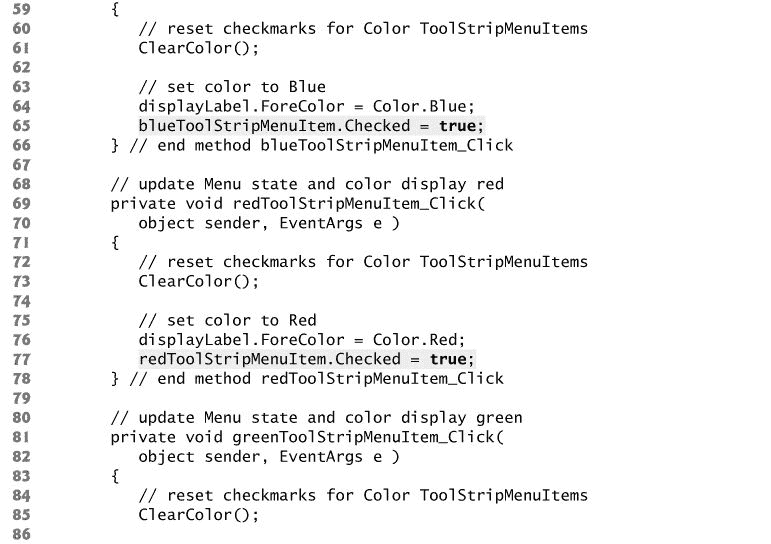 59         {
60            // reset checkmarks for Color ToolStripMenuItems
61            ClearColor();
62
63            // set color to Blue
64            displayLabel.ForeColor = Color.Blue;
65            blueToolStripMenuItem.Checked = true;
66         } // end method blueToolStripMenuItem_Click
67
68         // update Menu state and color display red
69         private void redToolStripMenuItem_Click(
70            object sender, EventArgs e )
71         {
72            // reset checkmarks for Color ToolStripMenuItems
73            ClearColor();
74
75            // set color to Red
76            displayLabel.ForeColor = Color.Red;
77            redToolStripMenuItem.Checked = true;
78         } // end method redToolStripMenuItem_Click
79
80         // update Menu state and color display green
81         private void greenToolStripMenuItem_Click(
82            object sender, EventArgs e )
83         {
84            // reset checkmarks for Color ToolStripMenuItems
85            ClearColor();
86